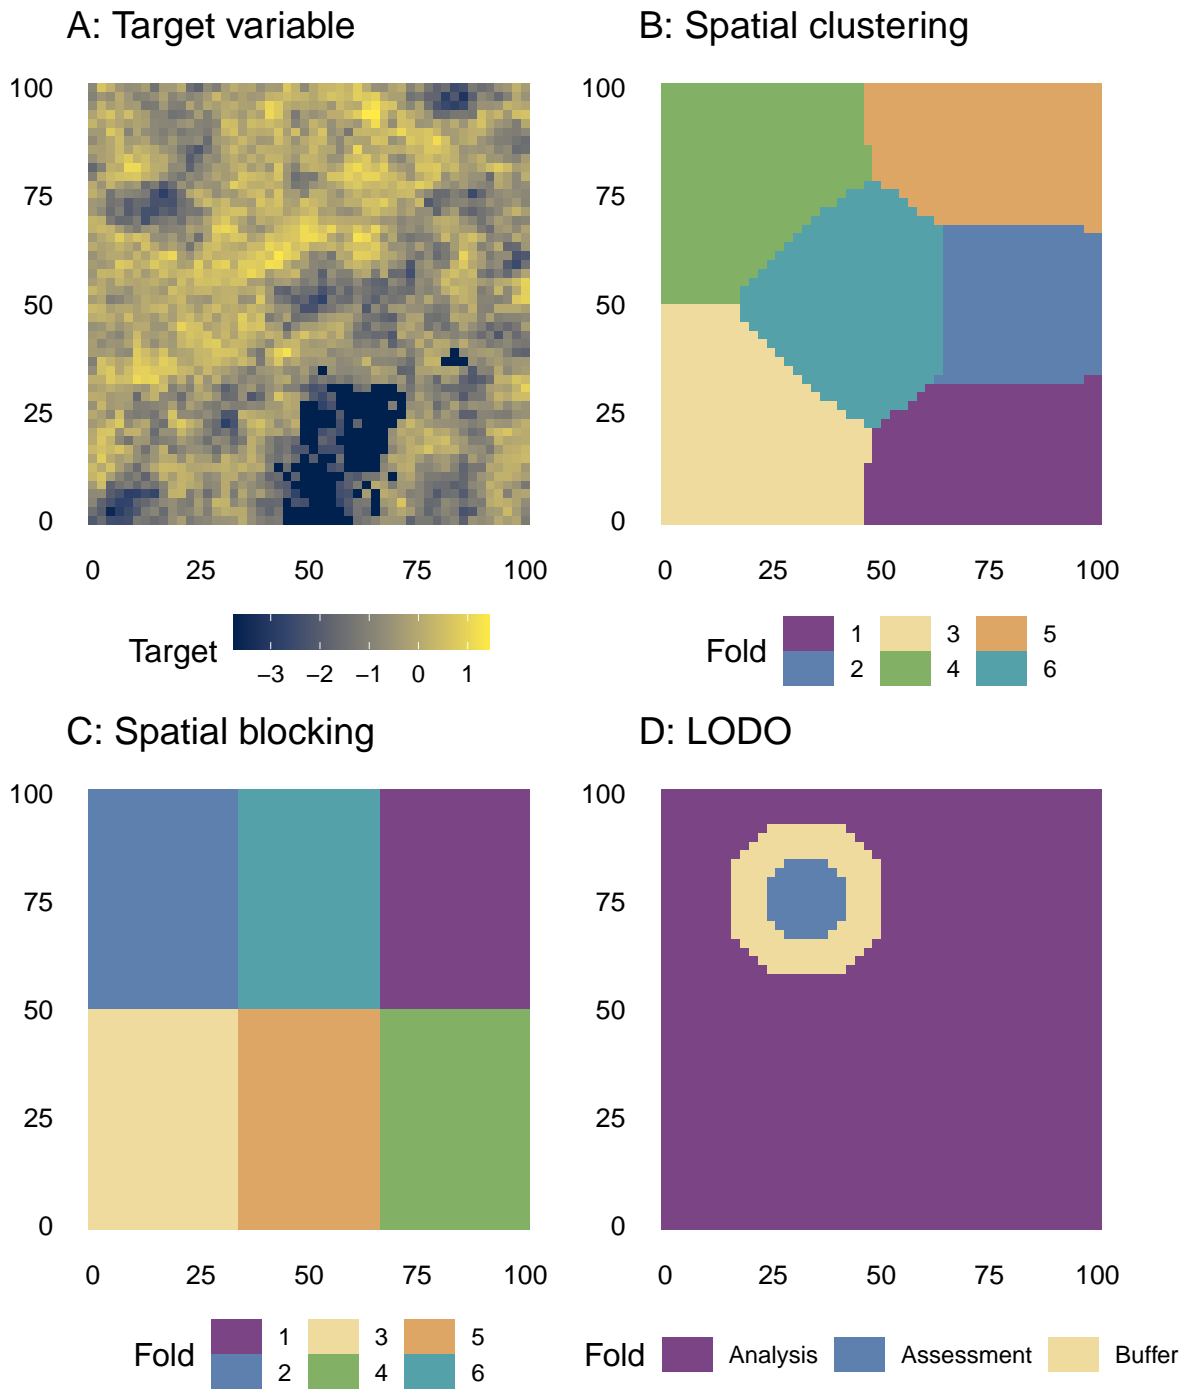 A: Target variable
B: Spatial clustering
100
75
50
25
0
0 25 50 75 100
100
75
50
25
0
0 25 50 75 100
Target
−3 −2 −1 0 1
Fold
1 3 5
2 4 6
C: Spatial blocking
D: LODO
100
75
50
25
0
0 25 50 75 100
100
75
50
25
0
0 25 50 75 100
Fold
1 3 5
2 4 6
Fold Analysis Assessment Buffer